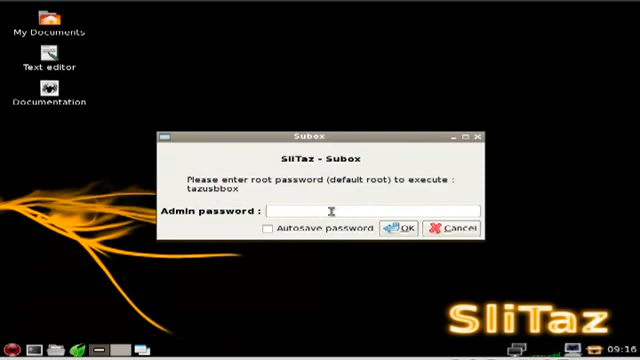 My Documents
Text editor
Documentation
Subox
SliTaz - Subox
Please enter root password (default root) to execute :
tazusbbox
Admin password :
Autosave password
OK
Cancel
SliTaz
09:16